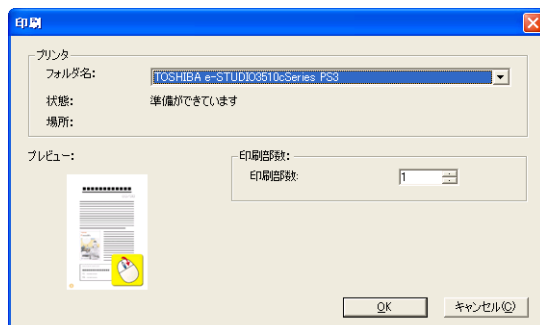 印刷
プリンタ
フォルダ名: TOSHIBA e-STUDIO3510cSeries PS3
状態: 準備ができています
場所:
プレビュー:
印刷部数:
印刷部数: 1
OK キャンセル(C)